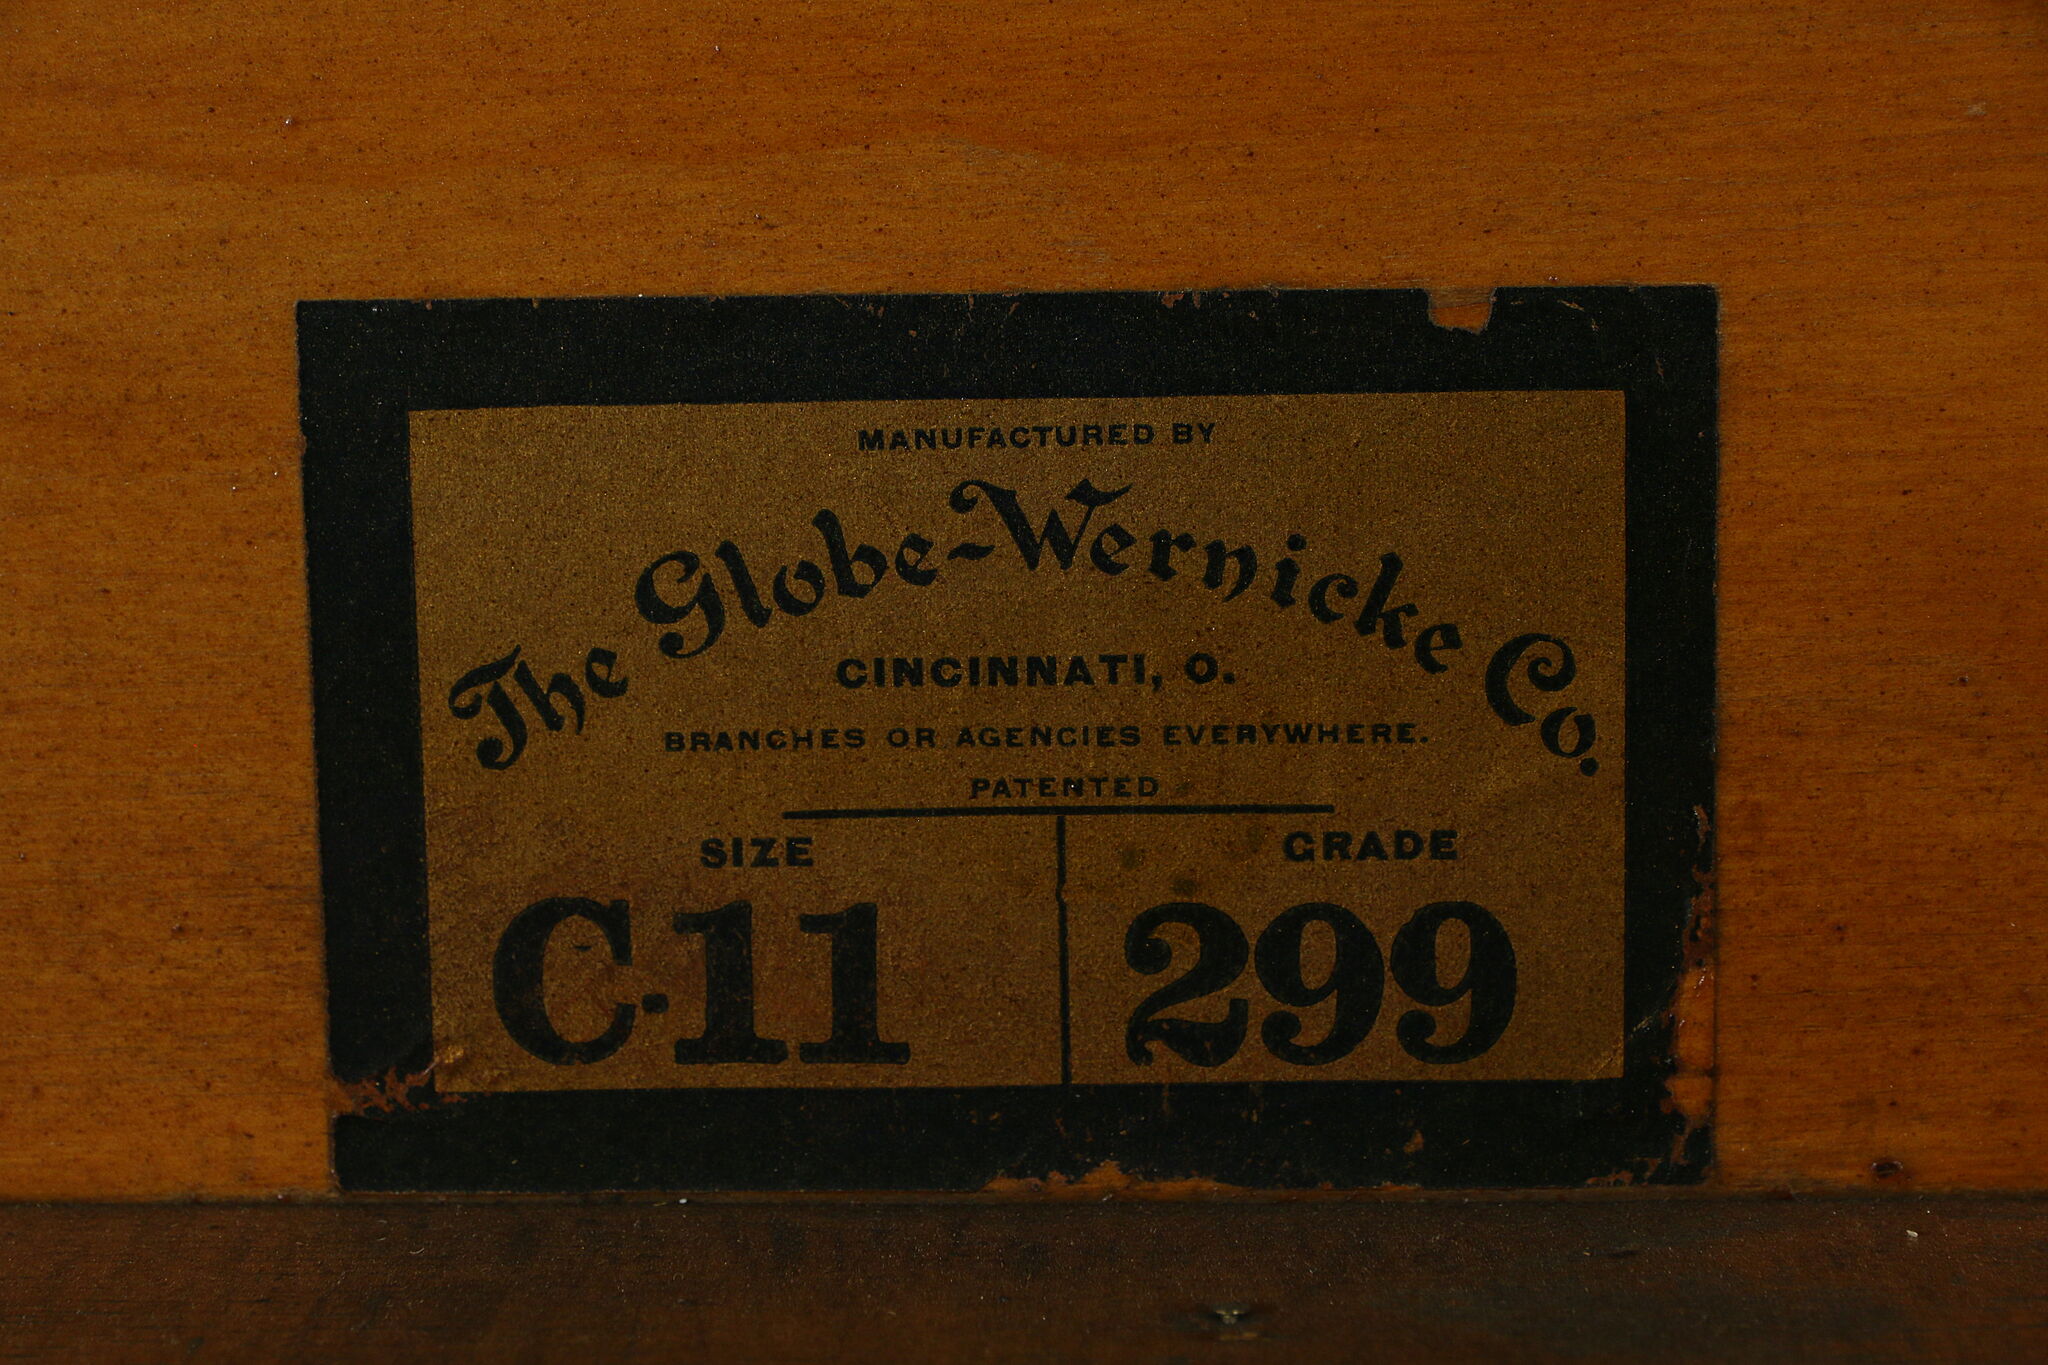 MANUFACTURED BY
The Globe-Wernicke Co.
CINCINNATI, O.
BRANCHES OR AGENCIES EVERYWHERE.
PATENTED
SIZE GRADE
C-11 299